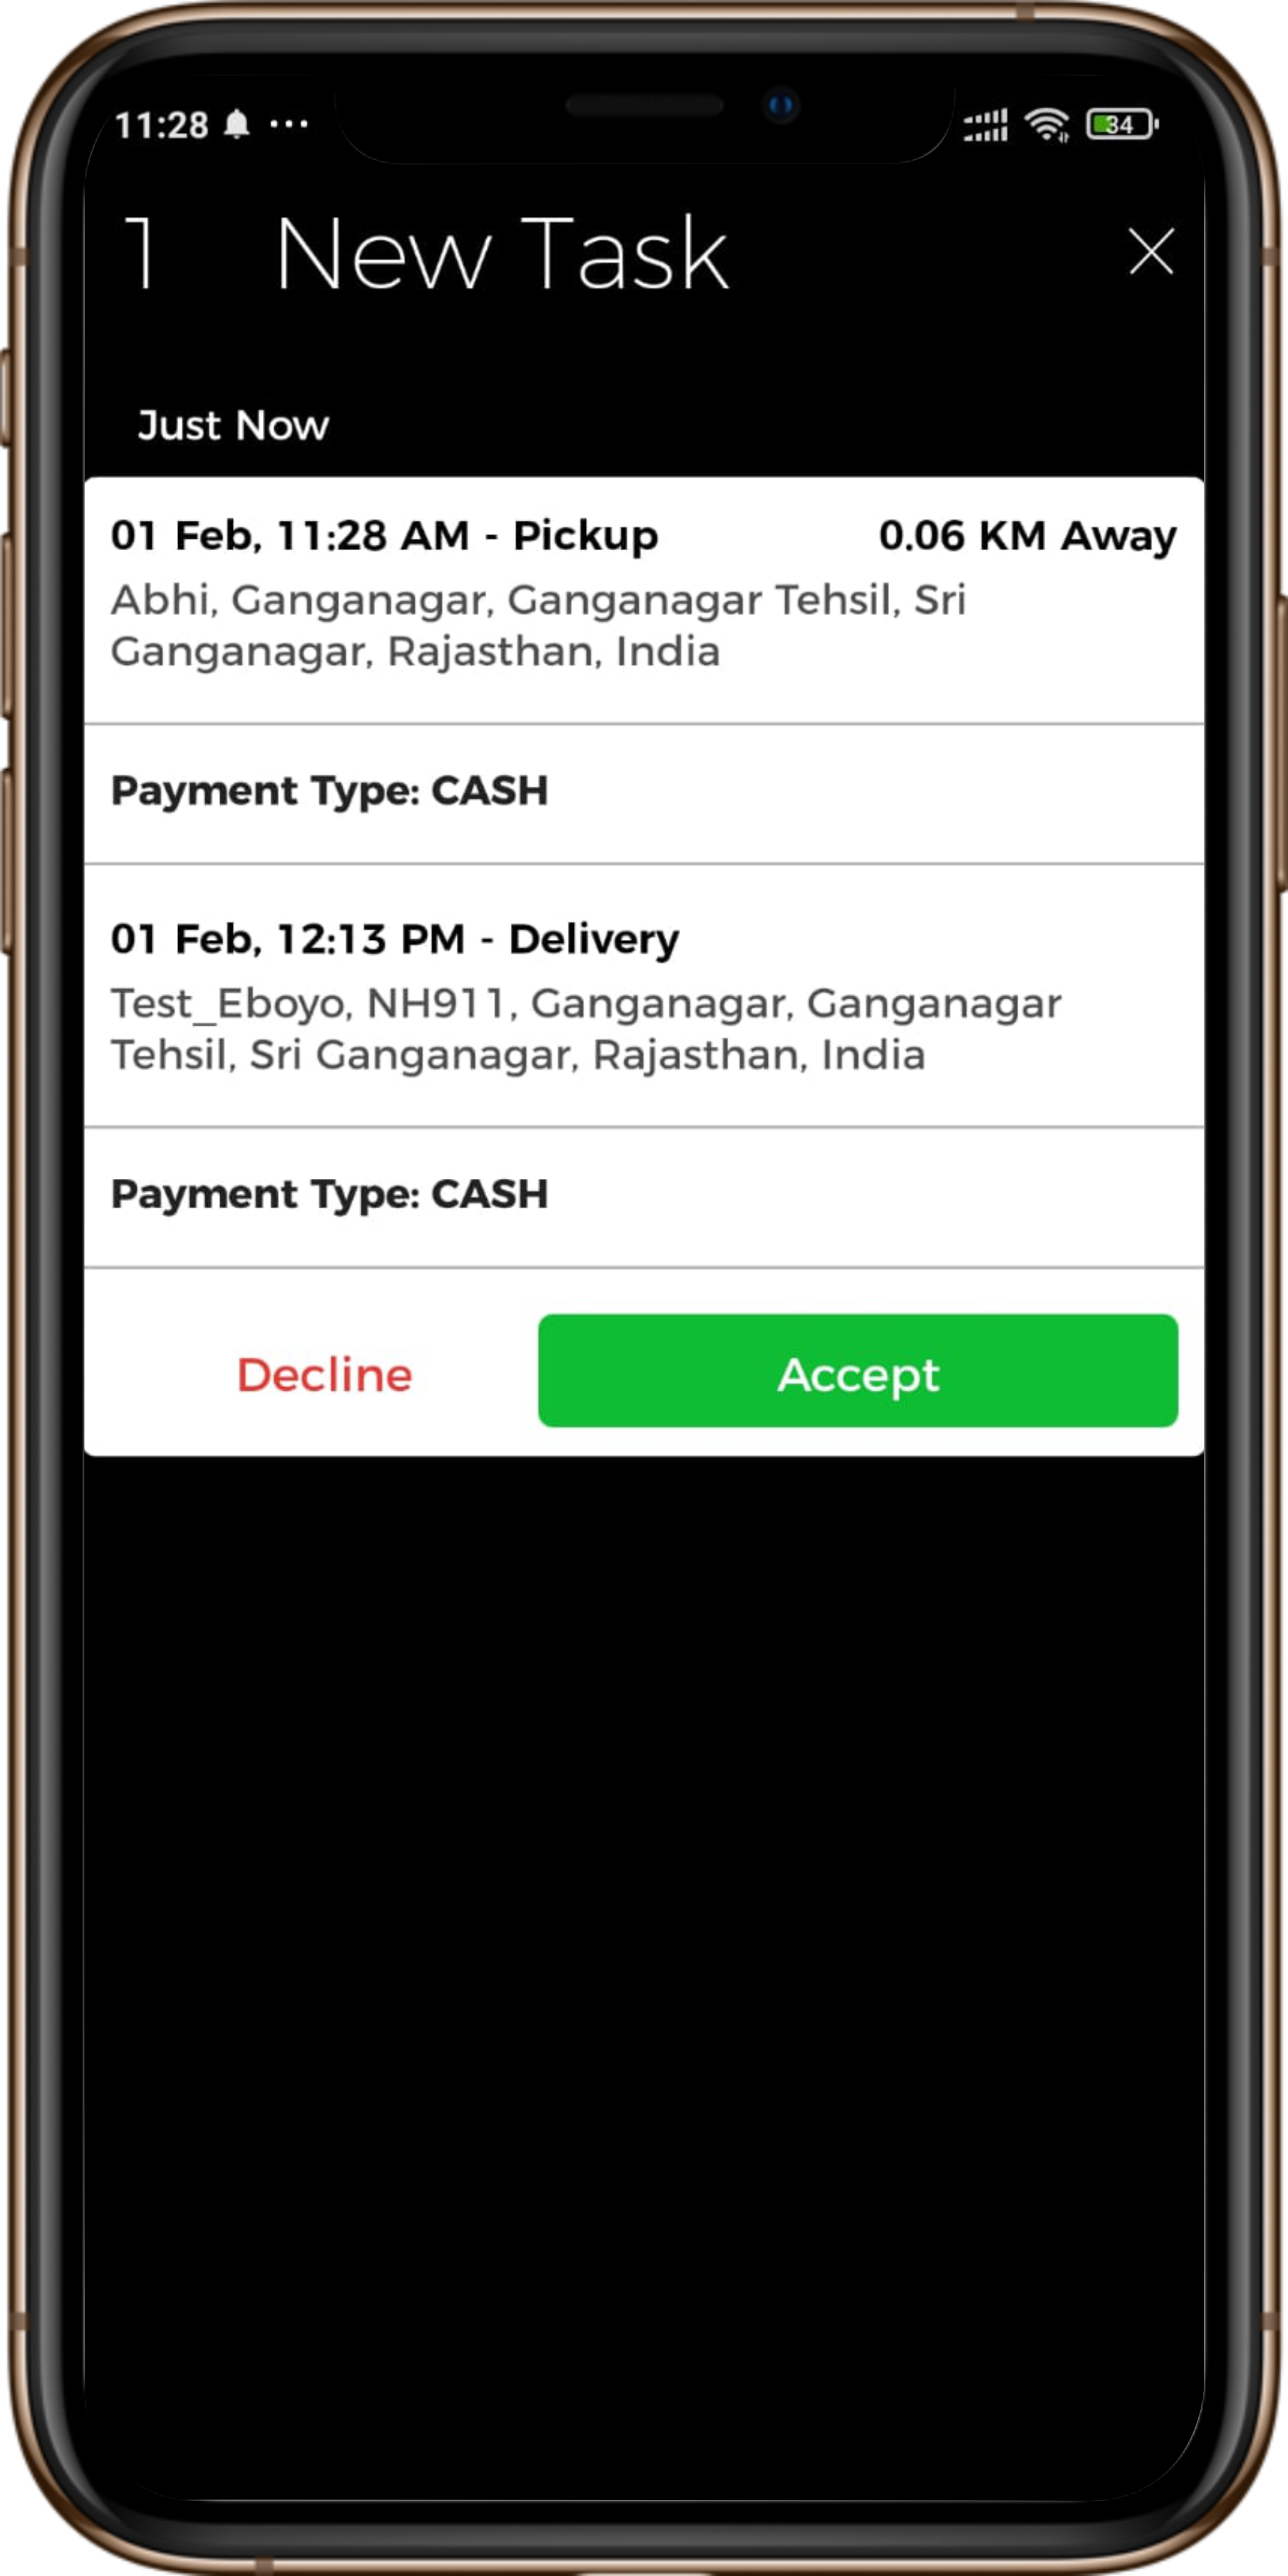 11:28
34
1 New Task
Just Now
01 Feb, 11:28 AM - Pickup 0.06 KM Away
Abhi, Ganganagar, Ganganagar Tehsil, Sri
Ganganagar, Rajasthan, India
Payment Type: CASH
01 Feb, 12:13 PM - Delivery
Test_Eboyo, NH911, Ganganagar, Ganganagar
Tehsil, Sri Ganganagar, Rajasthan, India
Payment Type: CASH
Decline Accept